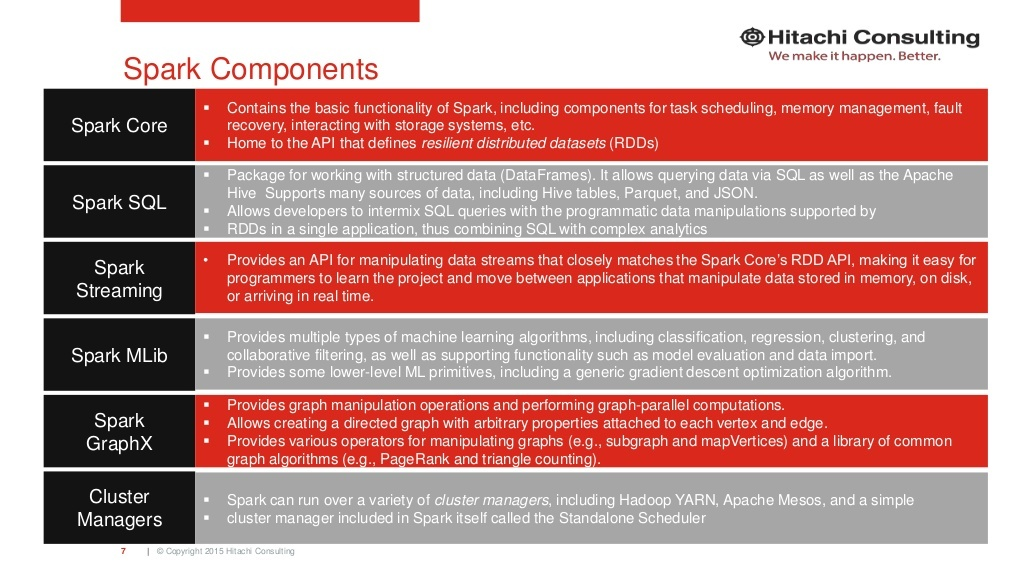 Hitachi Consulting
We make it happen. Better.
Spark Components
Spark Core
▪ Contains the basic functionality of Spark, including components for task scheduling, memory management, fault
recovery, interacting with storage systems, etc.
▪ Home to the API that defines resilient distributed datasets (RDDs)
Spark SQL
▪ Package for working with structured data (DataFrames). It allows querying data via SQL as well as the Apache
Hive  Supports many sources of data, including Hive tables, Parquet, and JSON.
▪ Allows developers to intermix SQL queries with the programmatic data manipulations supported by
▪ RDDs in a single application, thus combining SQL with complex analytics
Spark
Streaming
• Provides an API for manipulating data streams that closely matches the Spark Core's RDD API, making it easy for
programmers to learn the project and move between applications that manipulate data stored in memory, on disk,
or arriving in real time.
Spark MLib
▪ Provides multiple types of machine learning algorithms, including classification, regression, clustering, and
collaborative filtering, as well as supporting functionality such as model evaluation and data import.
▪ Provides some lower-level ML primitives, including a generic gradient descent optimization algorithm.
Spark
GraphX
▪ Provides graph manipulation operations and performing graph-parallel computations.
▪ Allows creating a directed graph with arbitrary properties attached to each vertex and edge.
▪ Provides various operators for manipulating graphs (e.g., subgraph and mapVertices) and a library of common
graph algorithms (e.g., PageRank and triangle counting).
Cluster
Managers
▪ Spark can run over a variety of cluster managers, including Hadoop YARN, Apache Mesos, and a simple
▪ cluster manager included in Spark itself called the Standalone Scheduler
7 | © Copyright 2015 Hitachi Consulting